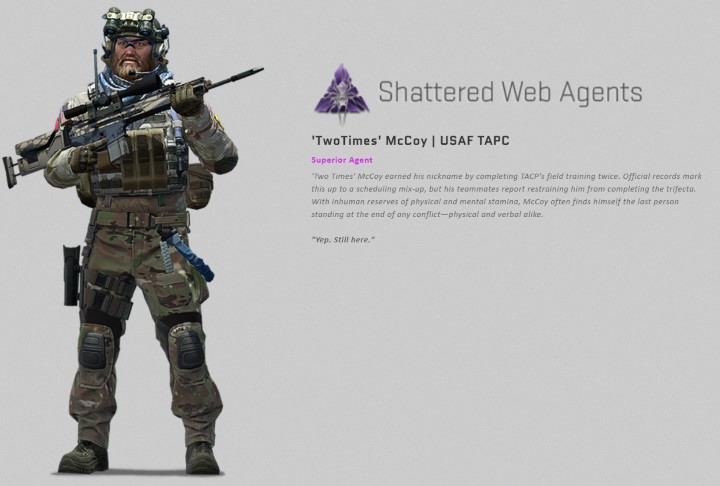 Shattered Web Agents
'TwoTimes' McCoy | USAF TAPC
Superior Agent
'Two Times' McCoy earned his nickname by completing TACP's field training twice. Official records mark
this up to a scheduling mix-up, but his teammates report restraining him from completing the trifecta.
With inhuman reserves of physical and mental stamina, McCoy often finds himself the last person
standing at the end of any conflict—physical and verbal alike.
"Yep. Still here."